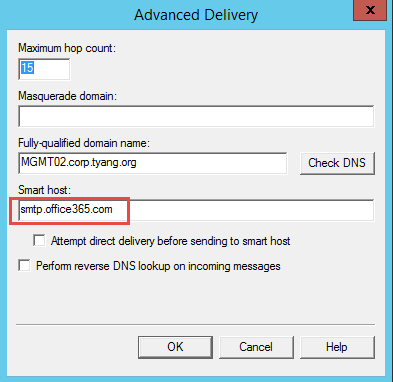 Advanced Delivery
x
Maximum hop count:
15
Masquerade domain:
Fully-qualified domain name:
MGMT02.corp.tyang.org
Check DNS
Smart host:
smtp.office365.com
Attempt direct delivery before sending to smart host
Perform reverse DNS lookup on incoming messages
OK
Cancel
Help